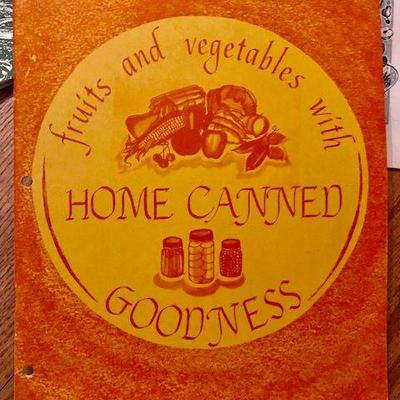 fruits and vegetables with
HOME CANNED
GOODNESS